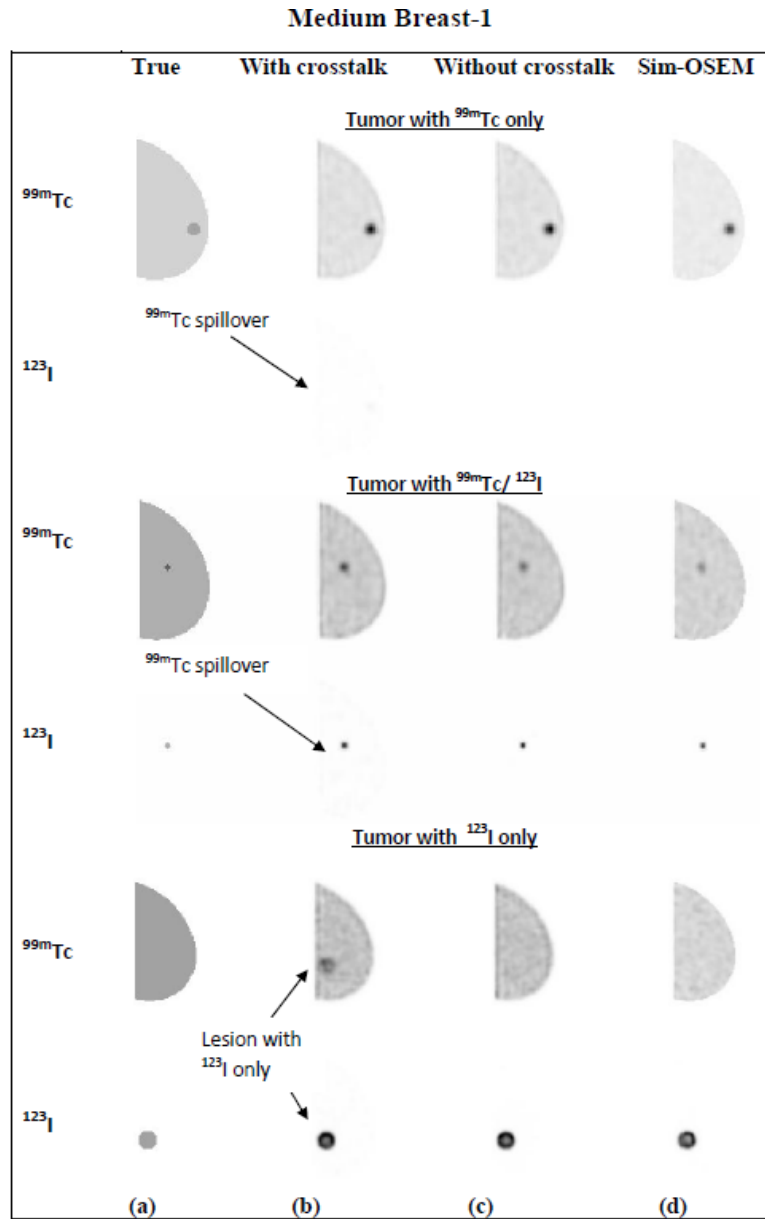 Medium Breast-1
True With crosstalk Without crosstalk Sim-OSEM
Tumor with ⁹⁹ᵐTc only
⁹⁹ᵐTc
⁹⁹ᵐTc spillover
¹²³I
Tumor with ⁹⁹ᵐTc/ ¹²³I
⁹⁹ᵐTc
⁹⁹ᵐTc spillover
¹²³I
Tumor with ¹²³I only
⁹⁹ᵐTc
Lesion with
¹²³I only
¹²³I
(a) (b) (c) (d)